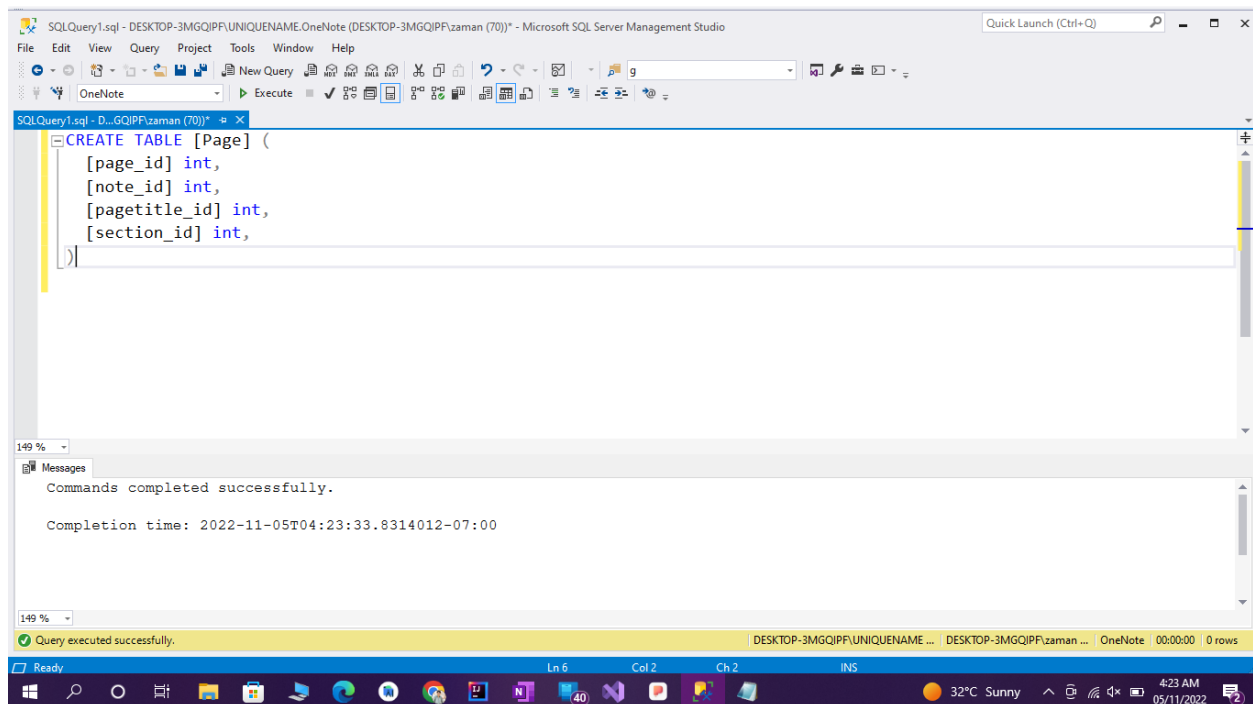 SQLQuery1.sql - DESKTOP-3MGQIPF\UNIQUENAME.OneNote (DESKTOP-3MGQIPF\zaman (70))* - Microsoft SQL Server Management Studio
Quick Launch (Ctrl+Q)
File Edit View Query Project Tools Window Help
New Query MDX DMX XMLA DAX g
OneNote Execute
SQLQuery1.sql - D...GQIPF\zaman (70))*
CREATE TABLE [Page] (
[page_id] int,
[note_id] int,
[pagetitle_id] int,
[section_id] int,
)
149 %
Messages
Commands completed successfully.
Completion time: 2022-11-05T04:23:33.8314012-07:00
149 %
Query executed successfully. DESKTOP-3MGQIPF\UNIQUENAME ... DESKTOP-3MGQIPF\zaman ... OneNote 00:00:00 0 rows
Ready Ln 6 Col 2 Ch 2 INS
40 32°C Sunny 4:23 AM
05/11/2022 2